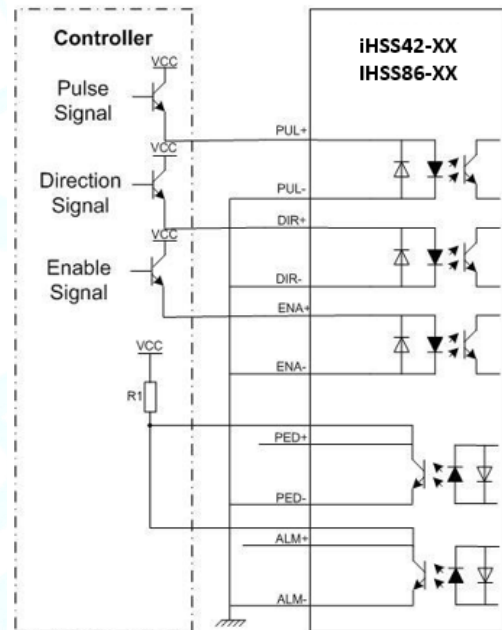 Controller
iHSS42-XX
IHSS86-XX
VCC
Pulse
Signal
PUL+
VCC
PUL-
Direction
Signal
DIR+
VCC
DIR-
Enable
Signal
ENA+
VCC
ENA-
R1
PED+
PED-
ALM+
ALM-